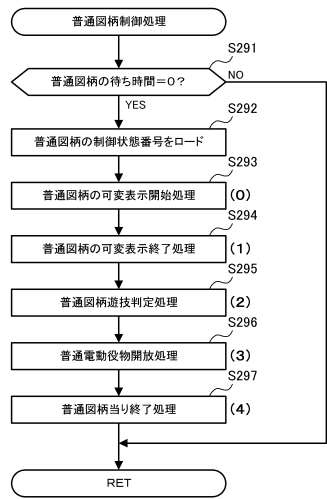 普通図柄制御処理
S291
普通図柄の待ち時間＝0？
NO
YES
S292
普通図柄の制御状態番号をロード
S293
普通図柄の可変表示開始処理
(0)
S294
普通図柄の可変表示終了処理
(1)
S295
普通図柄遊技判定処理
(2)
S296
普通電動役物開放処理
(3)
S297
普通図柄当り終了処理
(4)
RET